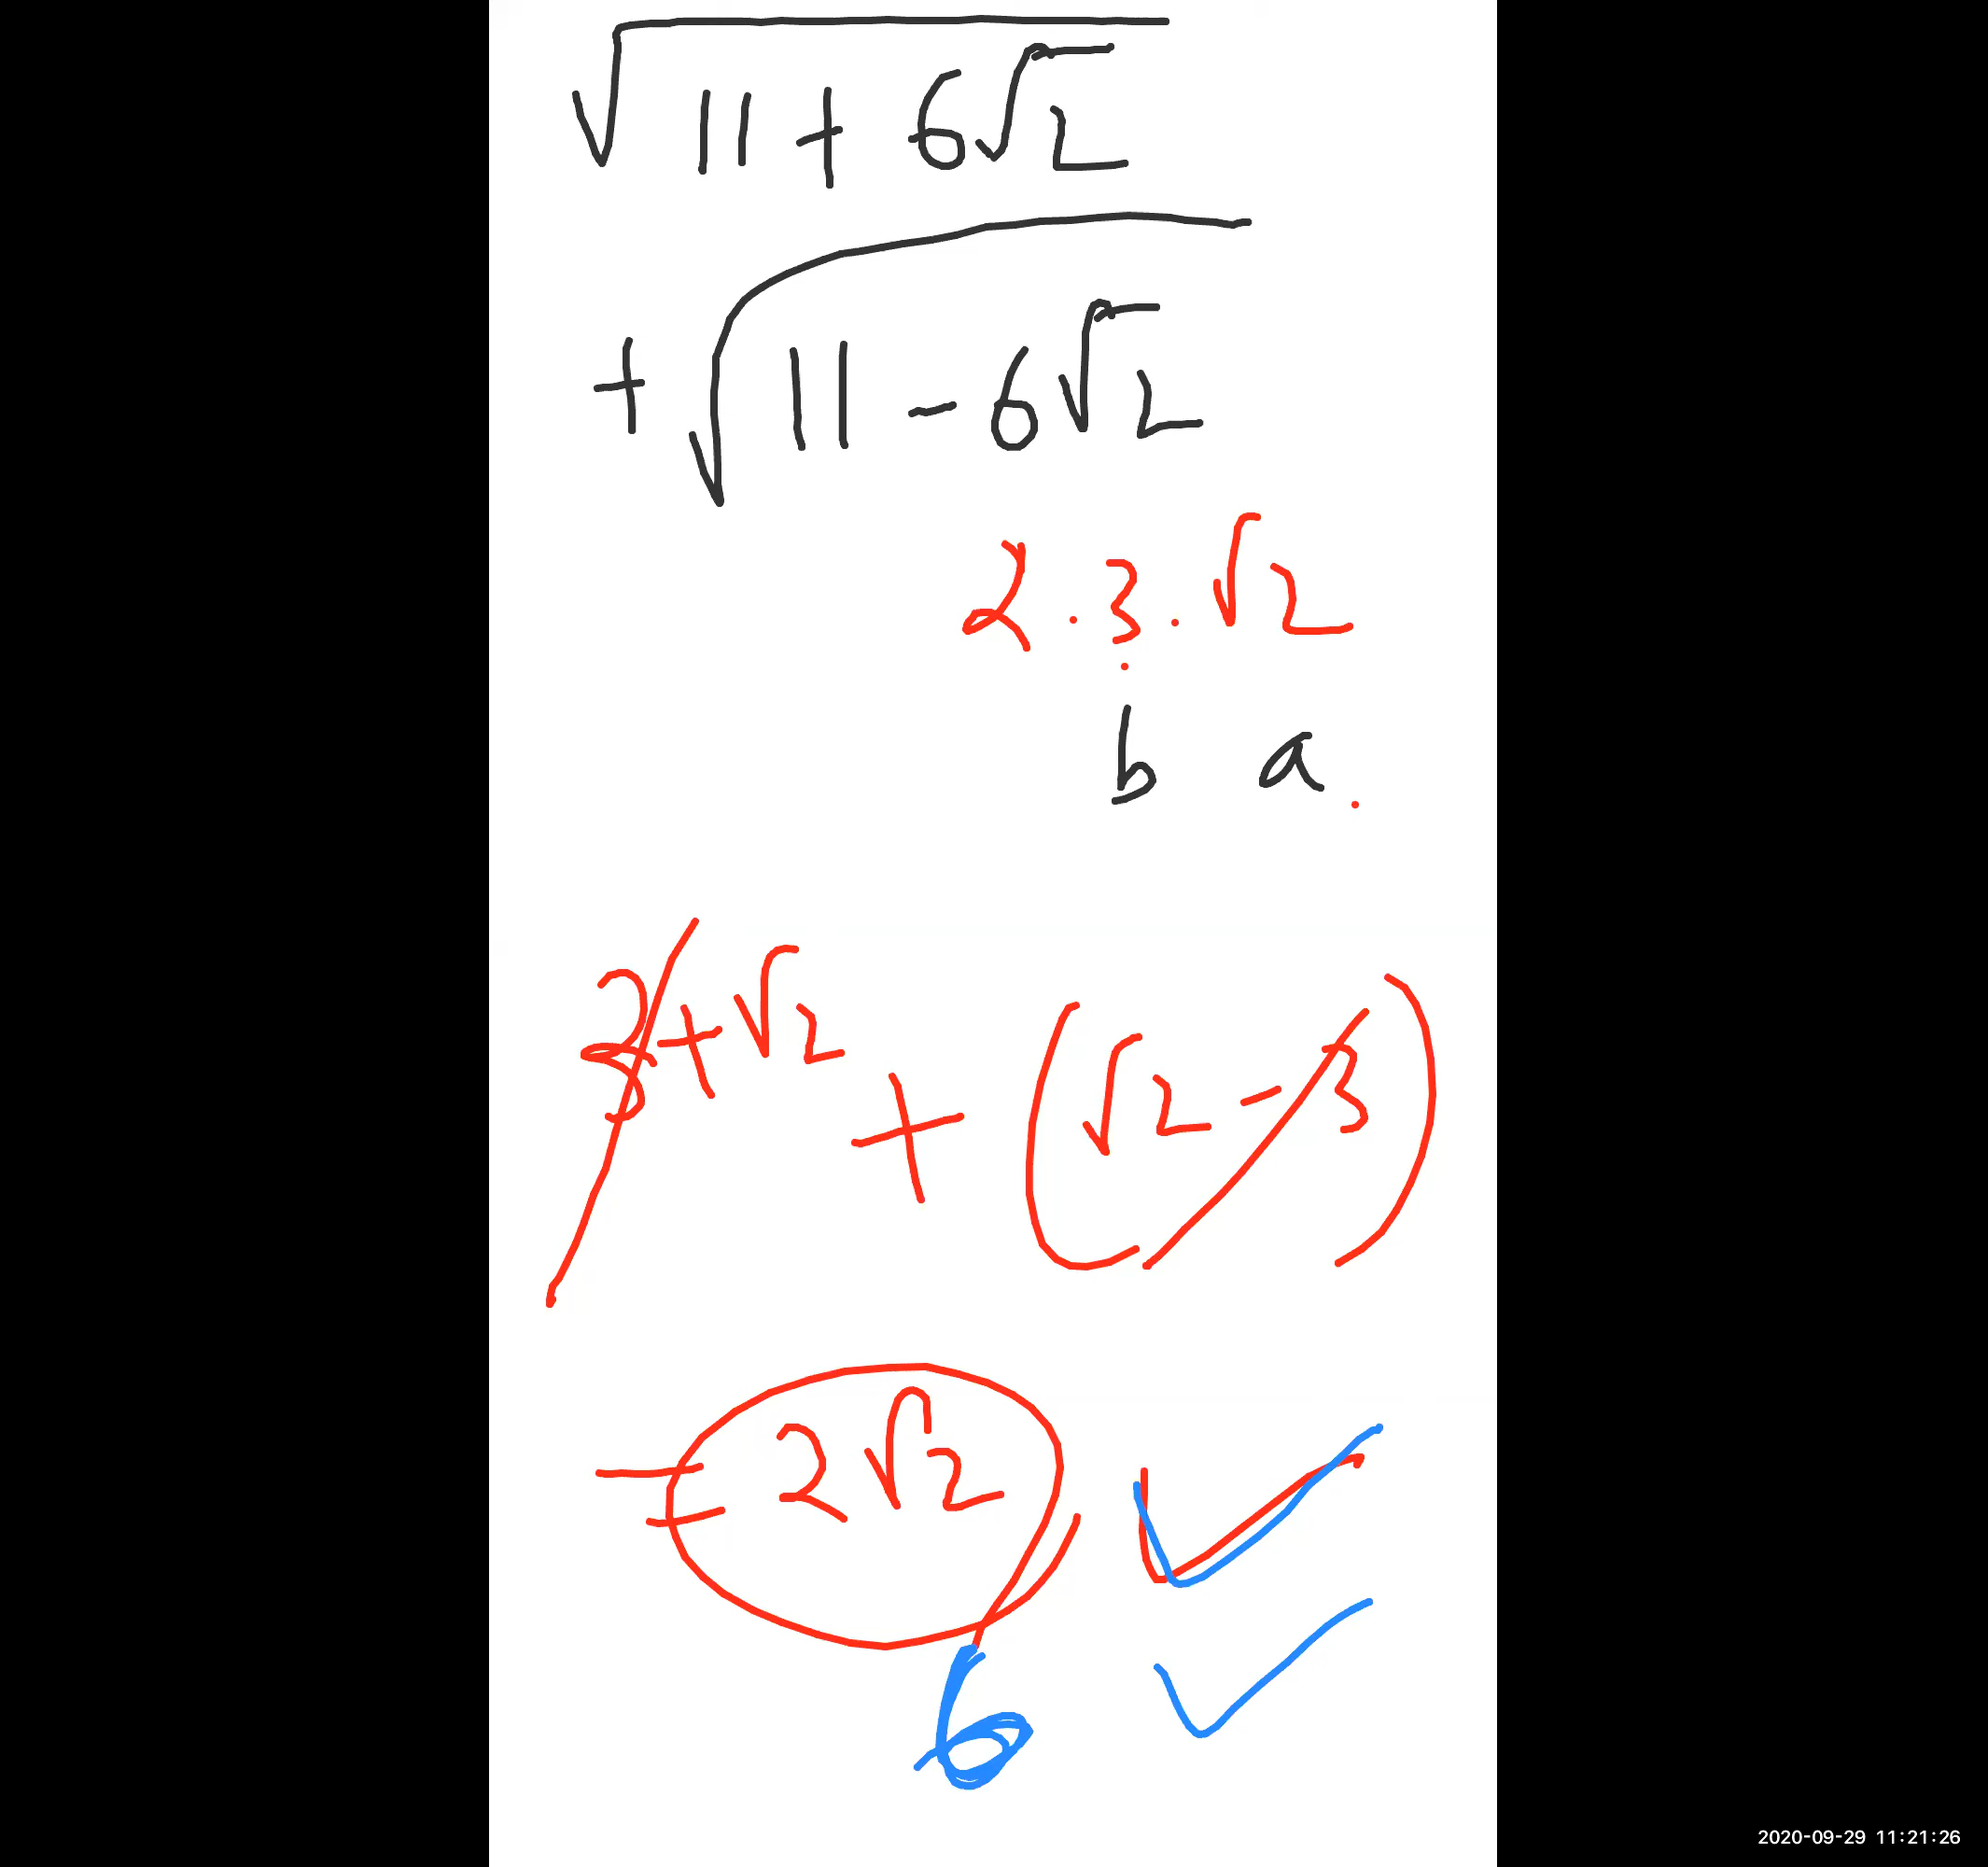 √(11 + 6√2)
+ √(11 - 6√2)
2 . 3 . √2
b a .
3 + √2 + (√2 - 3)
= 2√2
6
2020-09-29 11:21:26